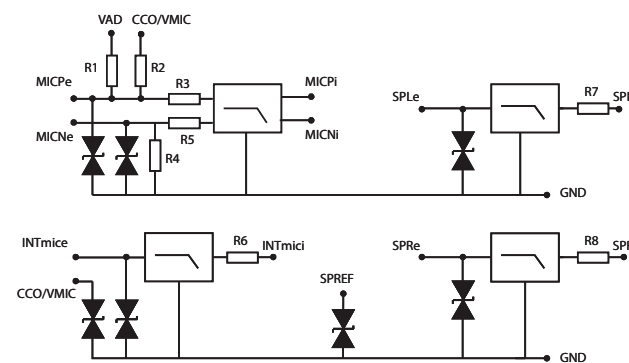 VAD CCO/VMIC
R1 R2
MICPe R3 MICPi
MICNe R5 MICNi
R4
SPLe R7 SPl
GND
INTmice R6 INTmici
CCO/VMIC
SPREF
SPRe R8 SPl
GND